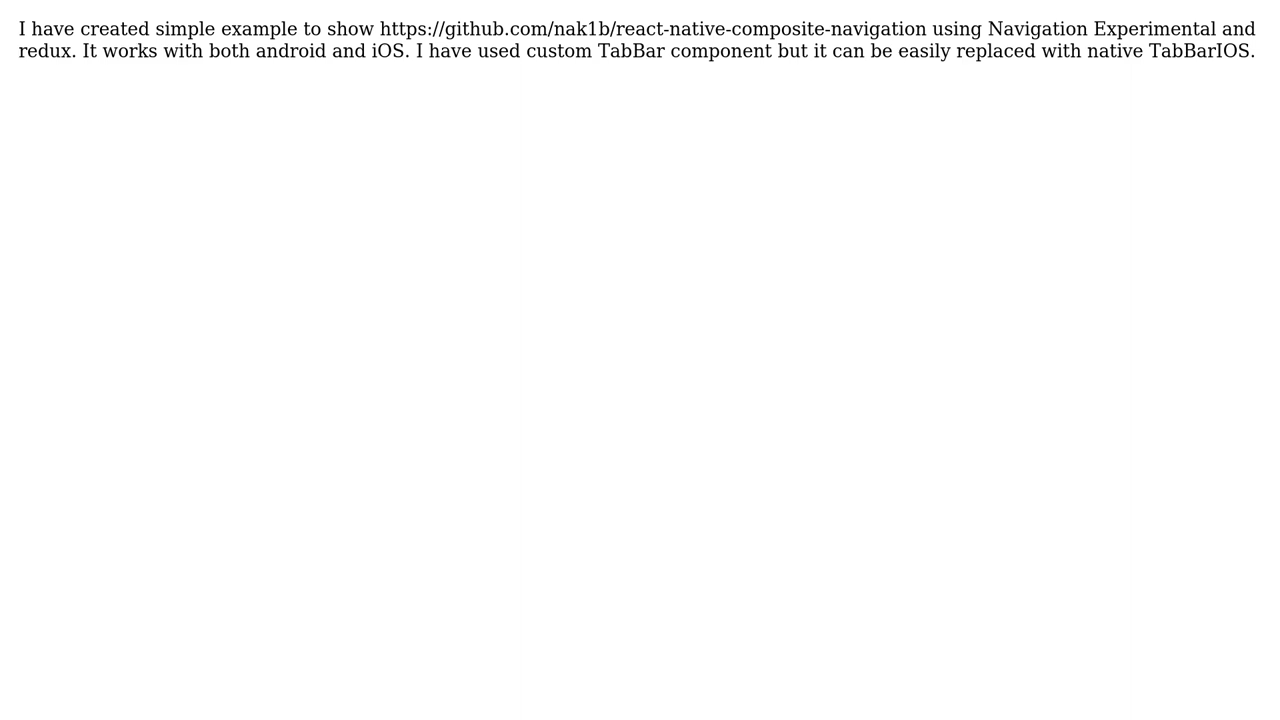 I have created simple example to show https://github.com/nak1b/react-native-composite-navigation using Navigation Experimental and
redux. It works with both android and iOS. I have used custom TabBar component but it can be easily replaced with native TabBarIOS.